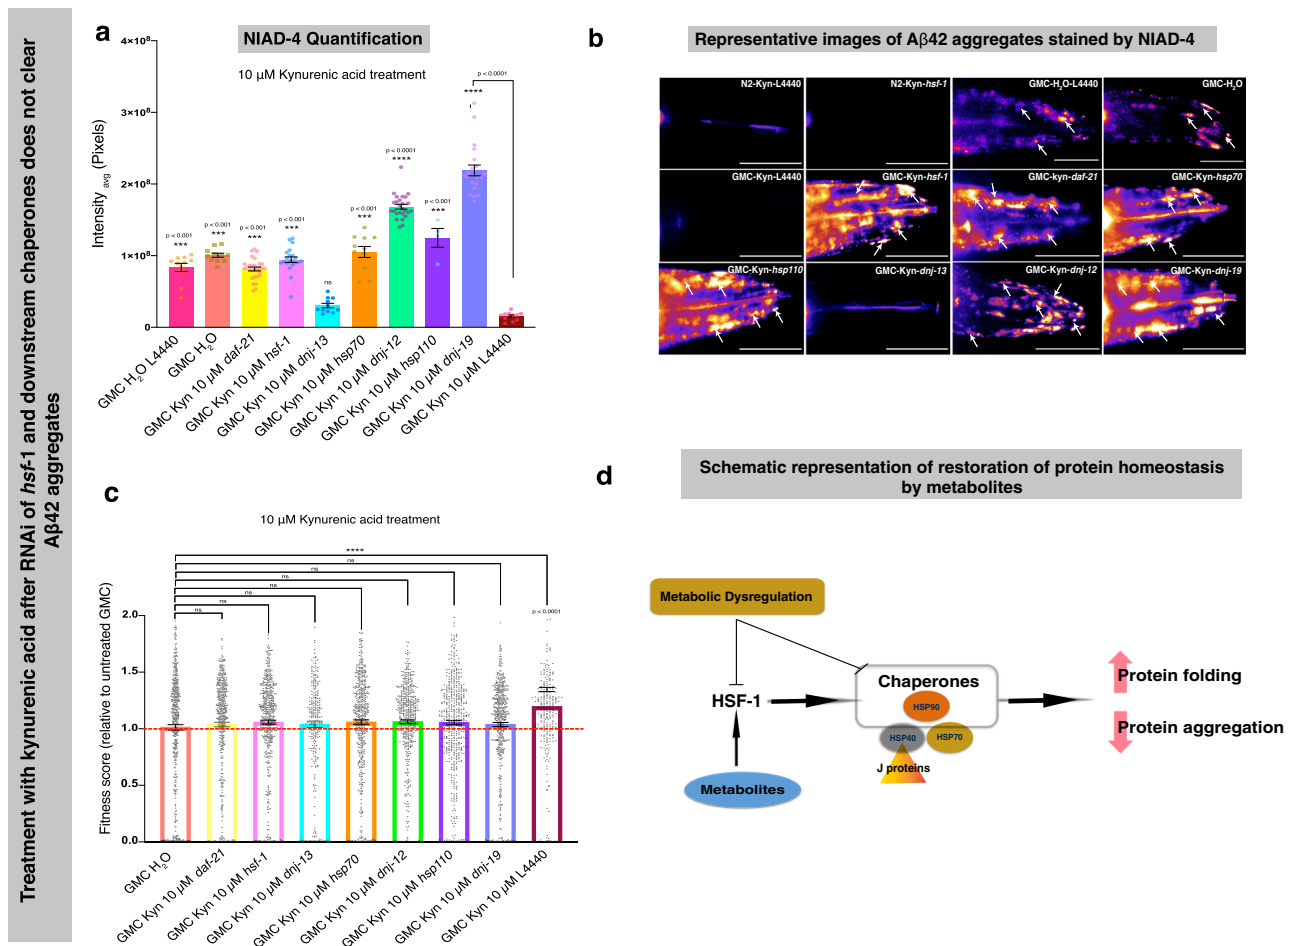 Treatment with kynurenic acid after RNAi of hsf-1 and downstream chaperones does not clear
Aβ42 aggregates
a
NIAD-4 Quantification
10 µM Kynurenic acid treatment
Intensity avg (Pixels)
4×10⁸
3×10⁸
2×10⁸
1×10⁸
0
p < 0.001
***
p < 0.001
***
p < 0.001
***
p < 0.001
***
ns
p < 0.001
***
p < 0.0001
****
p < 0.001
***
****
p < 0.0001
GMC H₂O L4440
GMC H₂O
GMC Kyn 10 µM daf-21
GMC Kyn 10 µM hsf-1
GMC Kyn 10 µM dnj-13
GMC Kyn 10 µM hsp70
GMC Kyn 10 µM dnj-12
GMC Kyn 10 µM hsp110
GMC Kyn 10 µM dnj-19
GMC Kyn 10 µM L4440
b
Representative images of Aβ42 aggregates stained by NIAD-4
N2-Kyn-L4440
N2-Kyn-hsf-1
GMC-H₂O-L4440
GMC-H₂O
GMC-Kyn-L4440
GMC-Kyn-hsf-1
GMC-kyn-daf-21
GMC-Kyn-hsp70
GMC-Kyn-hsp110
GMC-Kyn-dnj-13
GMC-Kyn-dnj-12
GMC-Kyn-dnj-19
c
10 µM Kynurenic acid treatment
Fitness score (relative to untreated GMC)
2.0
1.5
1.0
0.5
0.0
****
ns
ns
ns
ns
ns
ns
ns
p < 0.0001
GMC H₂O
GMC Kyn 10 µM daf-21
GMC Kyn 10 µM hsf-1
GMC Kyn 10 µM dnj-13
GMC Kyn 10 µM hsp70
GMC Kyn 10 µM dnj-12
GMC Kyn 10 µM hsp110
GMC Kyn 10 µM dnj-19
GMC Kyn 10 µM L4440
d
Schematic representation of restoration of protein homeostasis
by metabolites
Metabolic Dysregulation
HSF-1
Metabolites
Chaperones
HSP90
HSP40
HSP70
J proteins
Protein folding
Protein aggregation